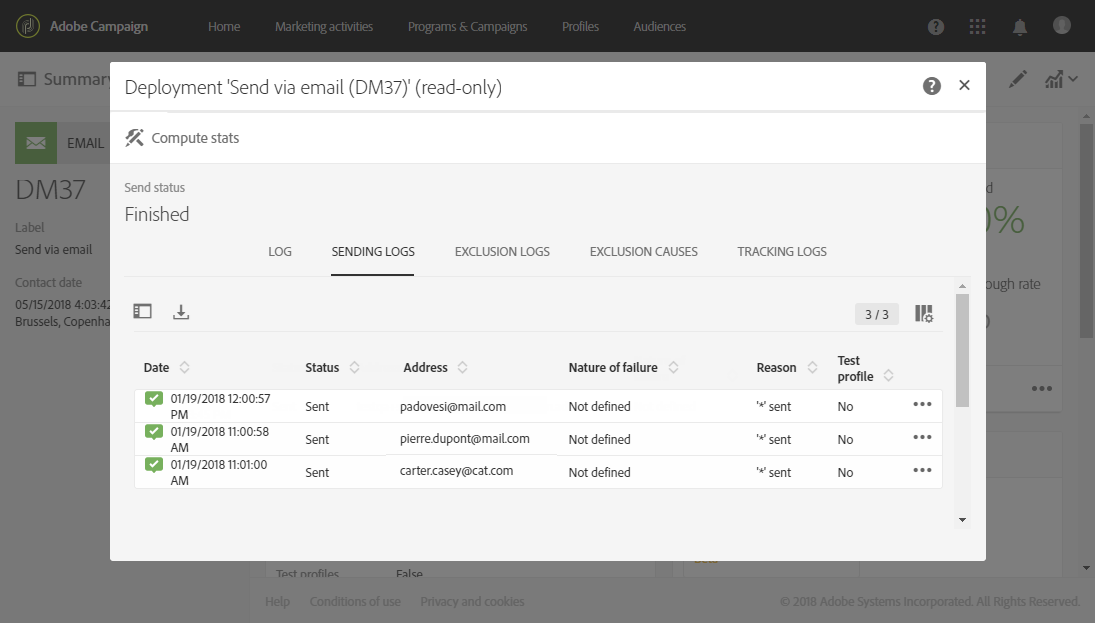 Adobe Campaign Home Marketing activities Programs & Campaigns Profiles Audiences
Summary
Deployment 'Send via email (DM37)' (read-only)
Compute stats
EMAIL
DM37
Label
Send via email
Contact date
05/15/2018 4:03:42
Brussels, Copenha
Send status
Finished
LOG SENDING LOGS EXCLUSION LOGS EXCLUSION CAUSES TRACKING LOGS
3 / 3
Date Status Address Nature of failure Reason Test profile
01/19/2018 12:00:57 PM Sent padovesi@mail.com Not defined '*' sent No
01/19/2018 11:00:58 AM Sent pierre.dupont@mail.com Not defined '*' sent No
01/19/2018 11:01:00 AM Sent carter.casey@cat.com Not defined '*' sent No
ough rate
Test profiles False
Help Conditions of use Privacy and cookies © 2018 Adobe Systems Incorporated. All Rights Reserved.